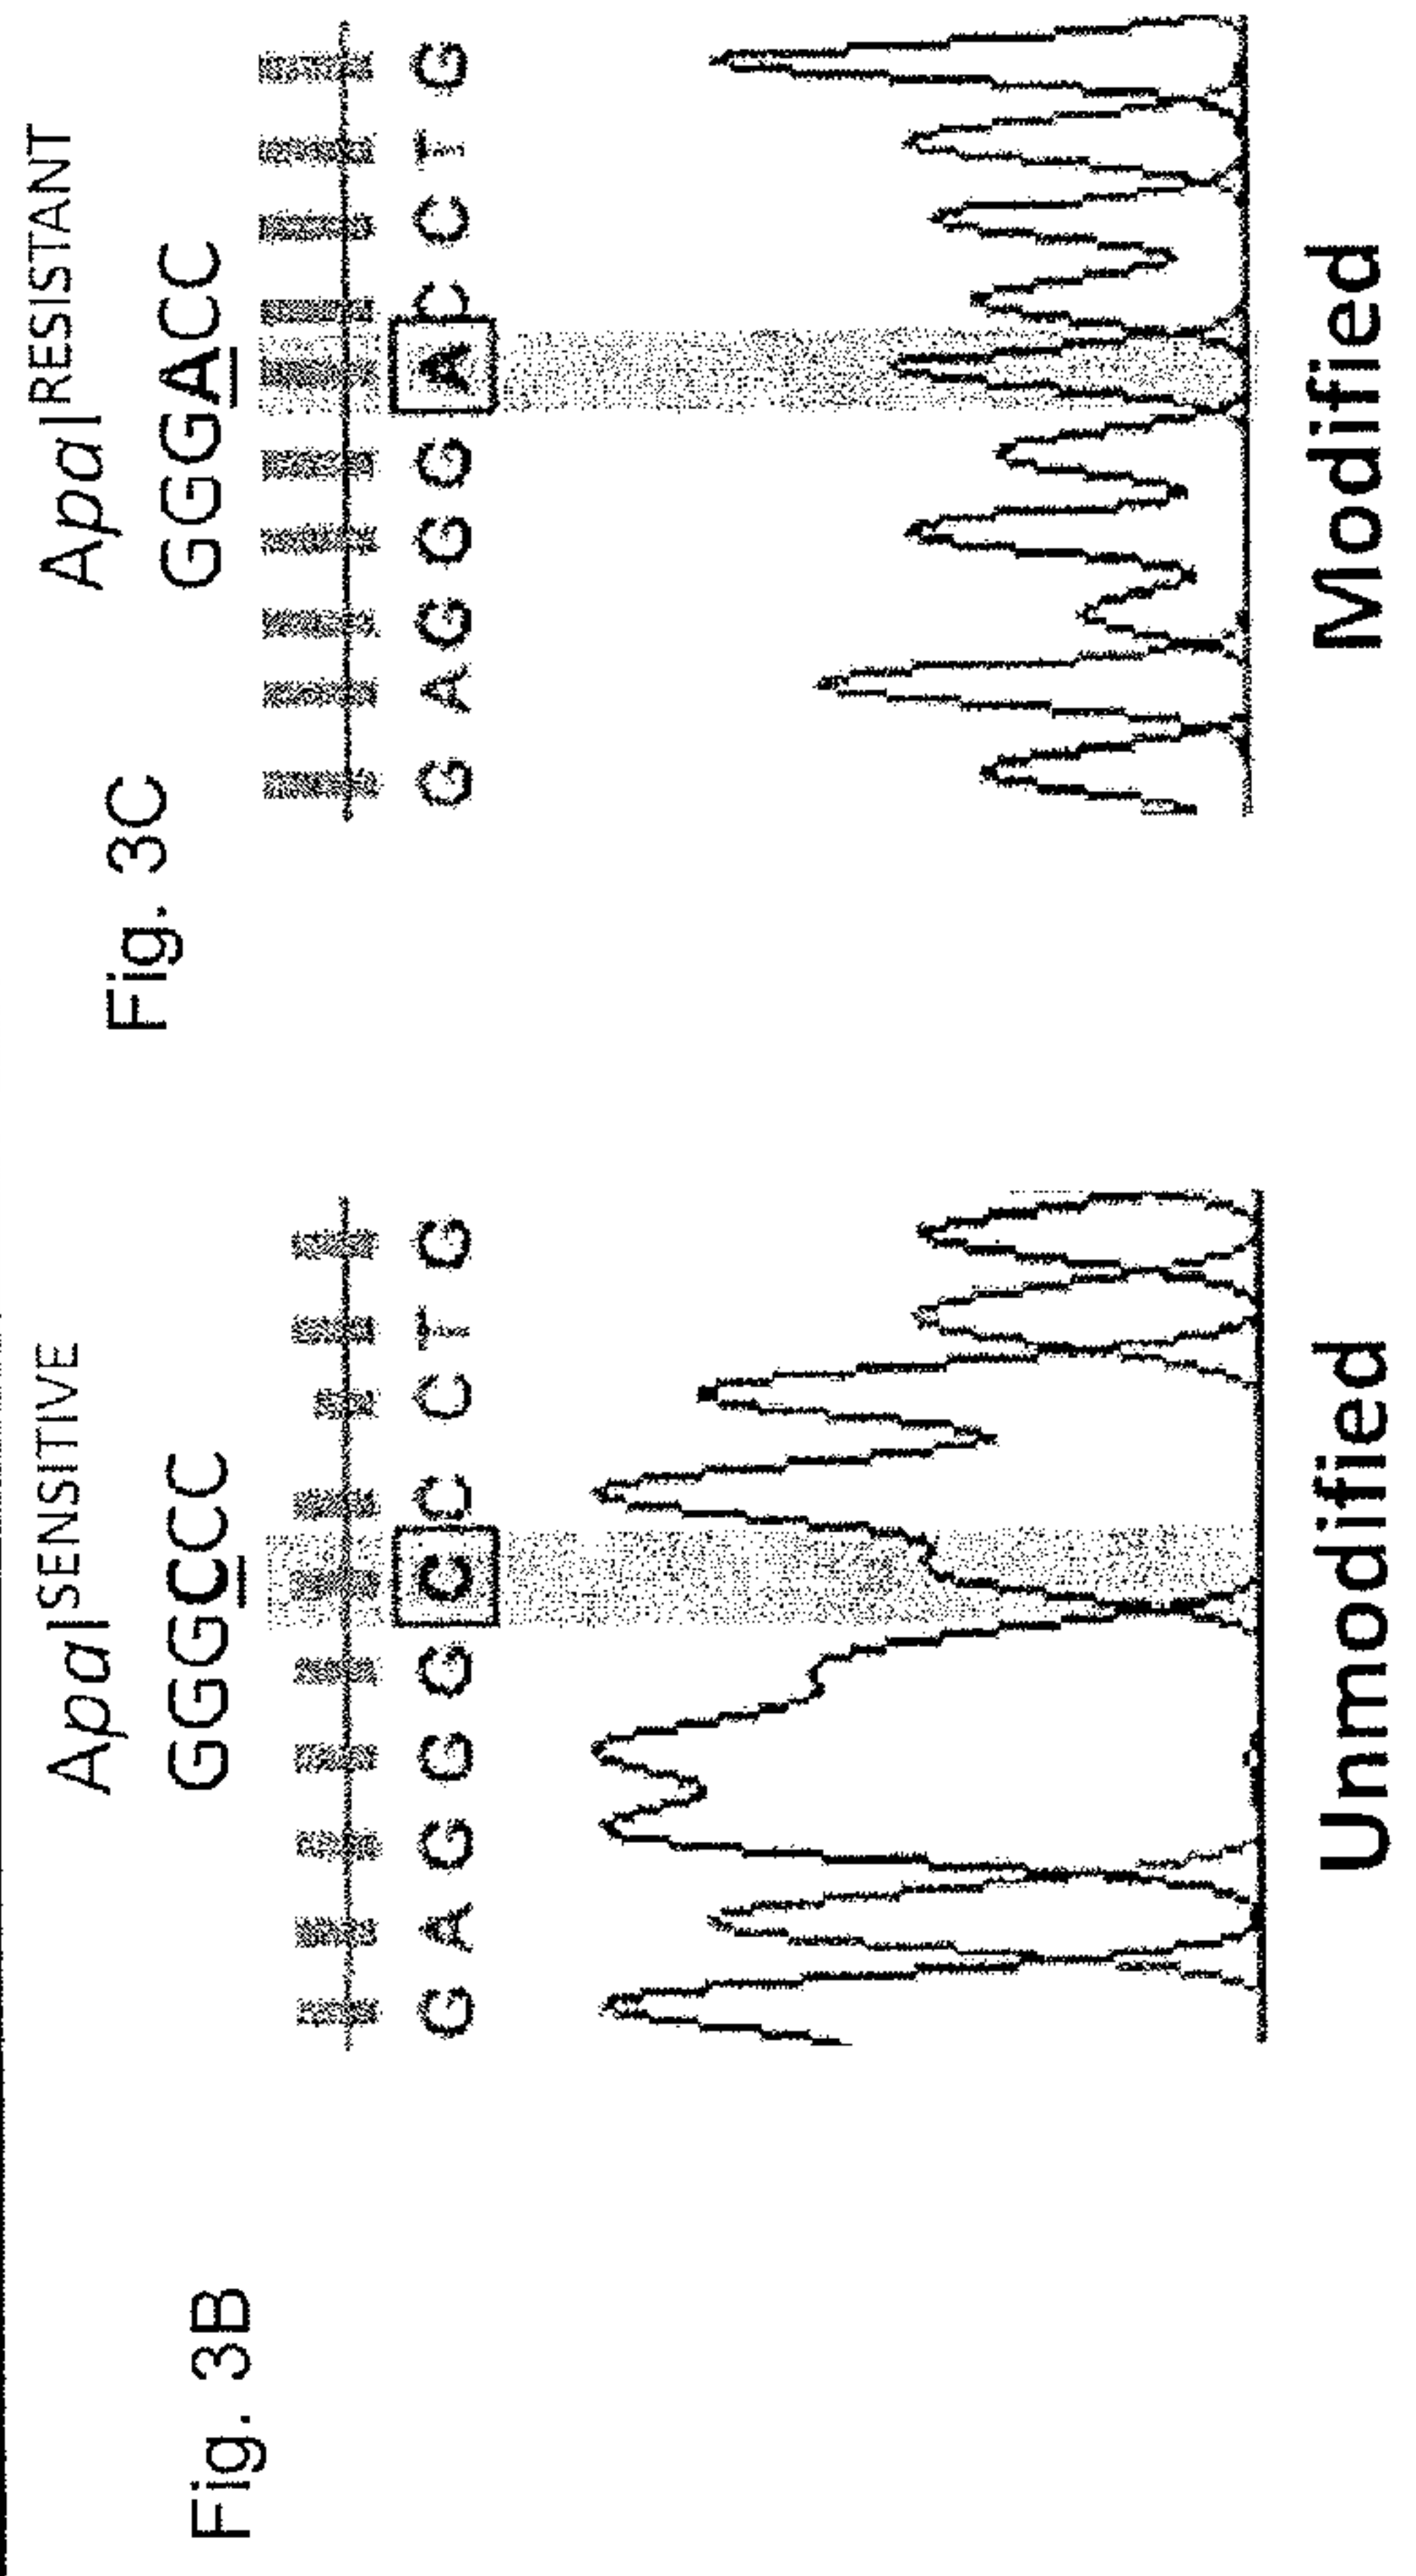 Fig. 3B
ApaI SENSITIVE
GGGCCC
G A G G G C C C T G
Unmodified
Fig. 3C
ApaI RESISTANT
GGGACC
G A G G G A C C T G
Modified